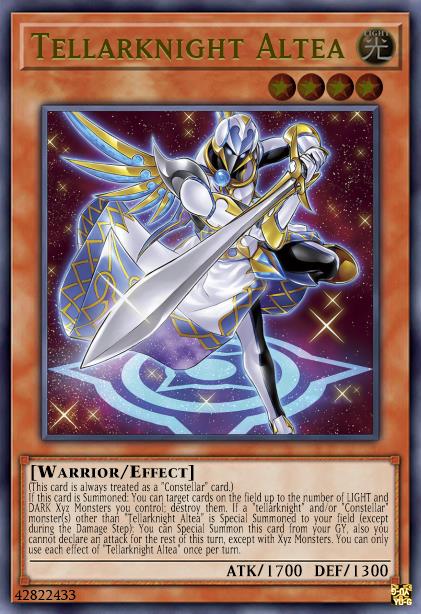 TELLARKNIGHT ALTEA
LIGHT
光
[WARRIOR/EFFECT]
(This card is always treated as a "Constellar" card.)
If this card is Summoned: You can target cards on the field up to the number of LIGHT and
DARK Xyz Monsters you control; destroy them. If a "tellarknight" and/or "Constellar"
monster(s) other than "Tellarknight Altea" is Special Summoned to your field (except
during the Damage Step): You can Special Summon this card from your GY, also you
cannot declare an attack for the rest of this turn, except with Xyz Monsters. You can only
use each effect of "Tellarknight Altea" once per turn.
ATK/1700 DEF/1300
42822433